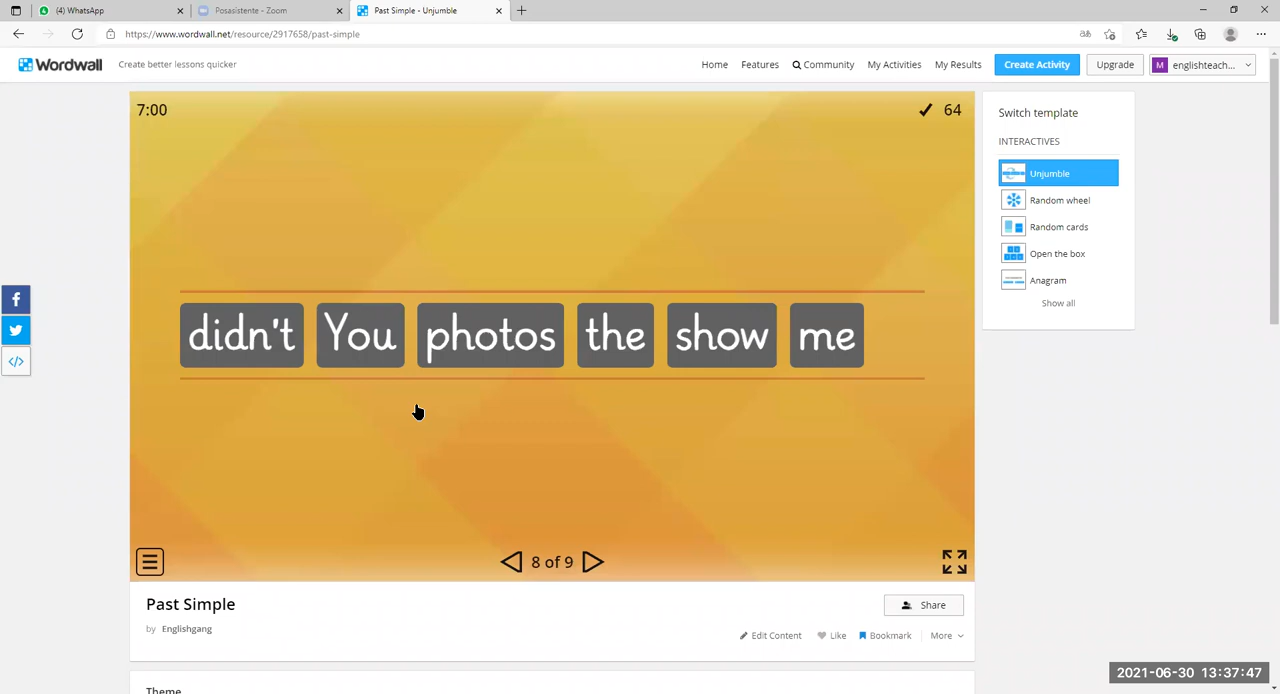 (4) WhatsApp
Posasistente - Zoom
Past Simple - Unjumble
https://www.wordwall.net/resource/2917658/past-simple
Wordwall
Create better lessons quicker
Home
Features
Community
My Activities
My Results
Create Activity
Upgrade
M
englishteach...
7:00
64
Switch template
INTERACTIVES
Unjumble
Random wheel
Random cards
Open the box
Anagram
Show all
didn't You photos the show me
8 of 9
Past Simple
Share
by Englishgang
Edit Content
Like
Bookmark
More
2021-06-30 13:37:47
Theme